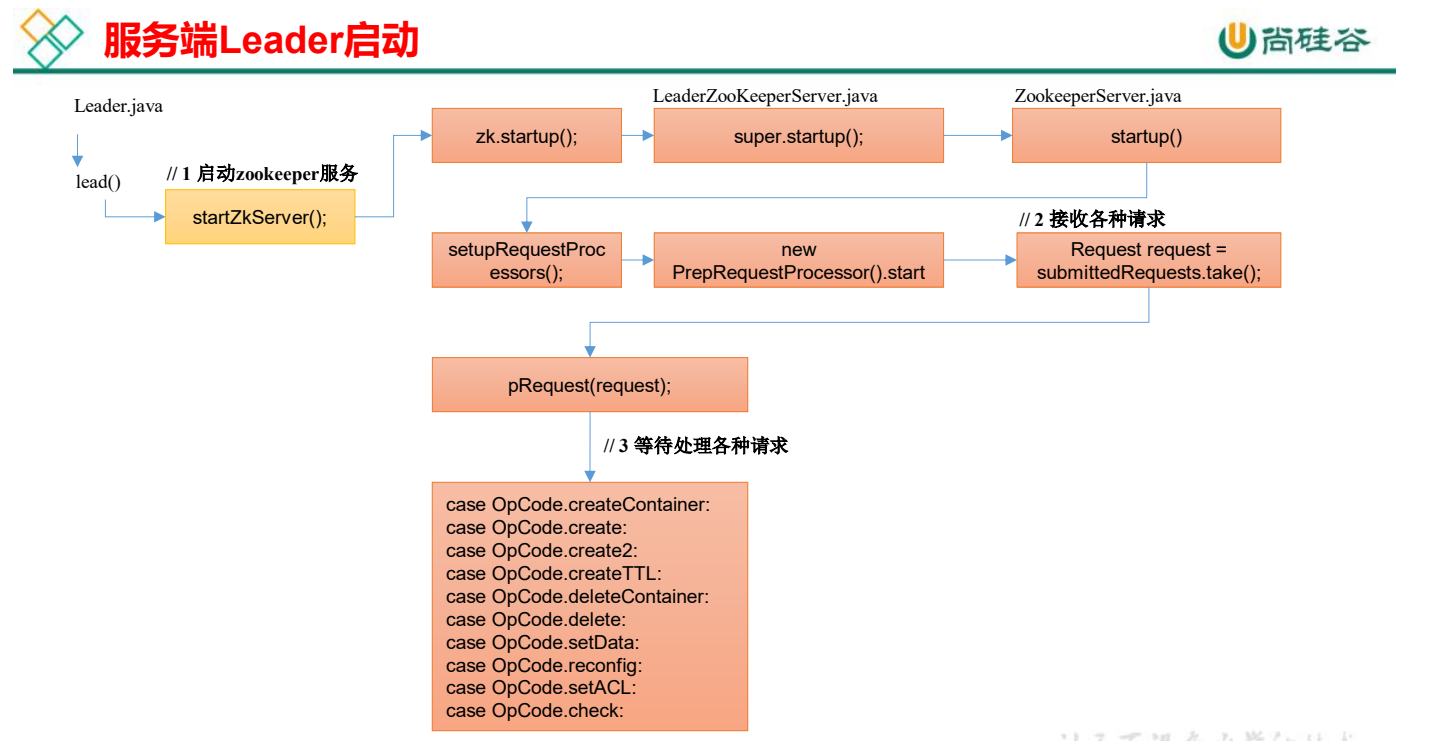 服务端Leader启动
尚硅谷
Leader.java
lead()
// 1 启动zookeeper服务
startZkServer();
zk.startup();
LeaderZooKeeperServer.java
super.startup();
ZookeeperServer.java
startup()
setupRequestProc
essors();
new
PrepRequestProcessor().start
// 2 接收各种请求
Request request =
submittedRequests.take();
pRequest(request);
// 3 等待处理各种请求
case OpCode.createContainer:
case OpCode.create:
case OpCode.create2:
case OpCode.createTTL:
case OpCode.deleteContainer:
case OpCode.delete:
case OpCode.setData:
case OpCode.reconfig:
case OpCode.setACL:
case OpCode.check: